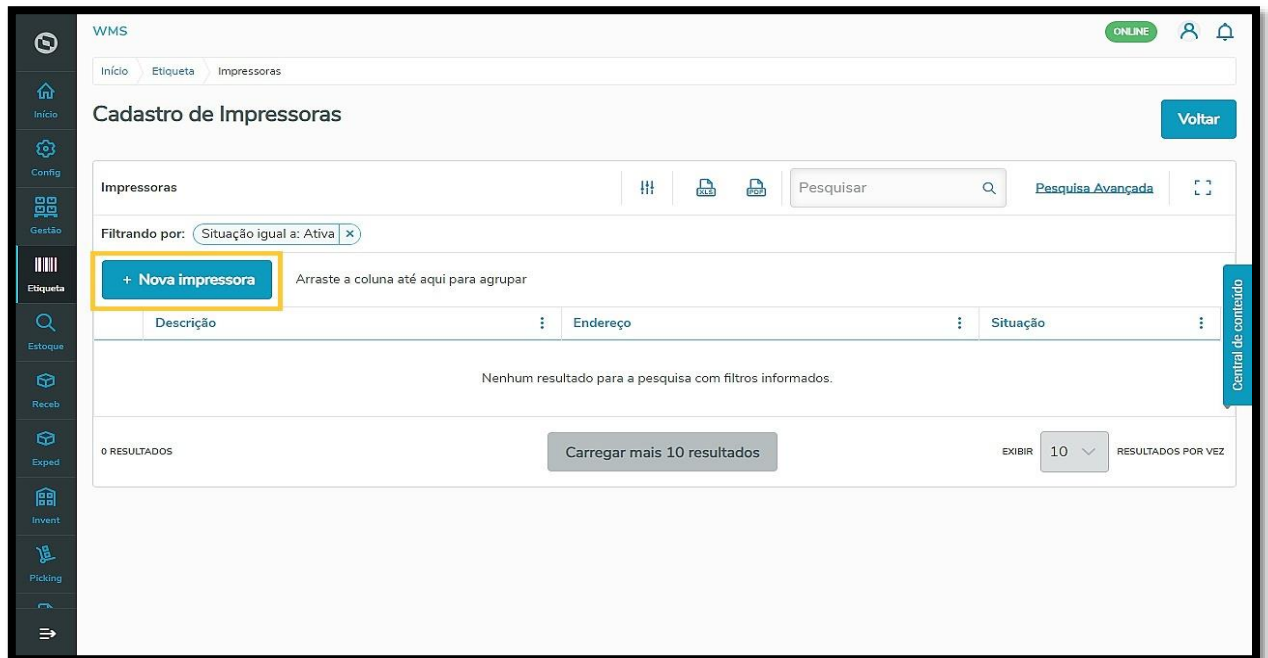 WMS
ONLINE
Início Etiqueta Impressoras
Cadastro de Impressoras
Voltar
Impressoras
XLS
PDF
Pesquisar
Pesquisa Avançada
Filtrando por: Situação igual a: Ativa ×
+ Nova impressora
Arraste a coluna até aqui para agrupar
Descrição Endereço Situação
Nenhum resultado para a pesquisa com filtros informados.
0 RESULTADOS
Carregar mais 10 resultados
EXIBIR 10 RESULTADOS POR VEZ
Central de conteúdo
Início
Config
Gestão
Etiqueta
Estoque
Receb
Exped
Invent
Picking